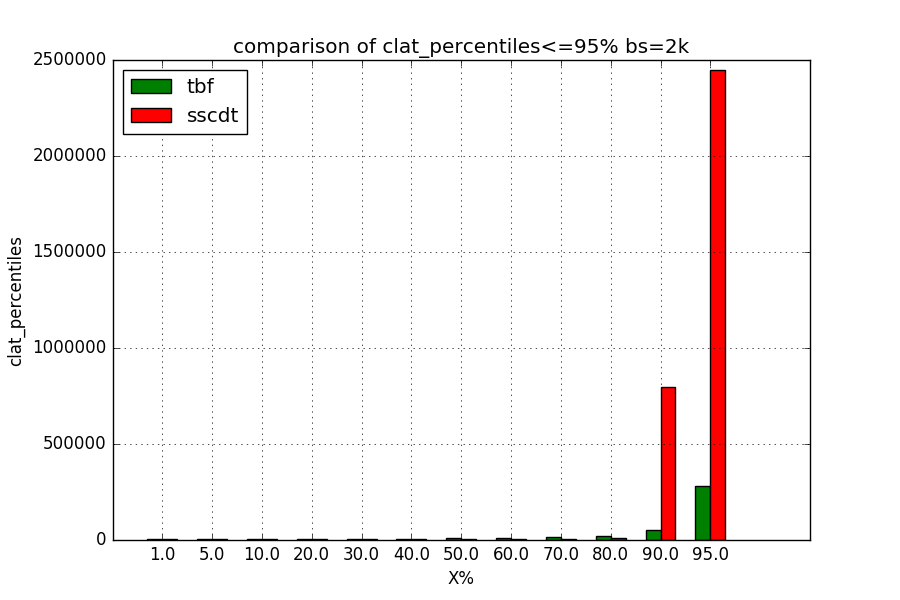 comparison of clat_percentiles<=95% bs=2k
2500000
2000000
1500000
1000000
500000
0
tbf
sscdt
clat_percentiles
1.0 5.0 10.0 20.0 30.0 40.0 50.0 60.0 70.0 80.0 90.0 95.0
X%